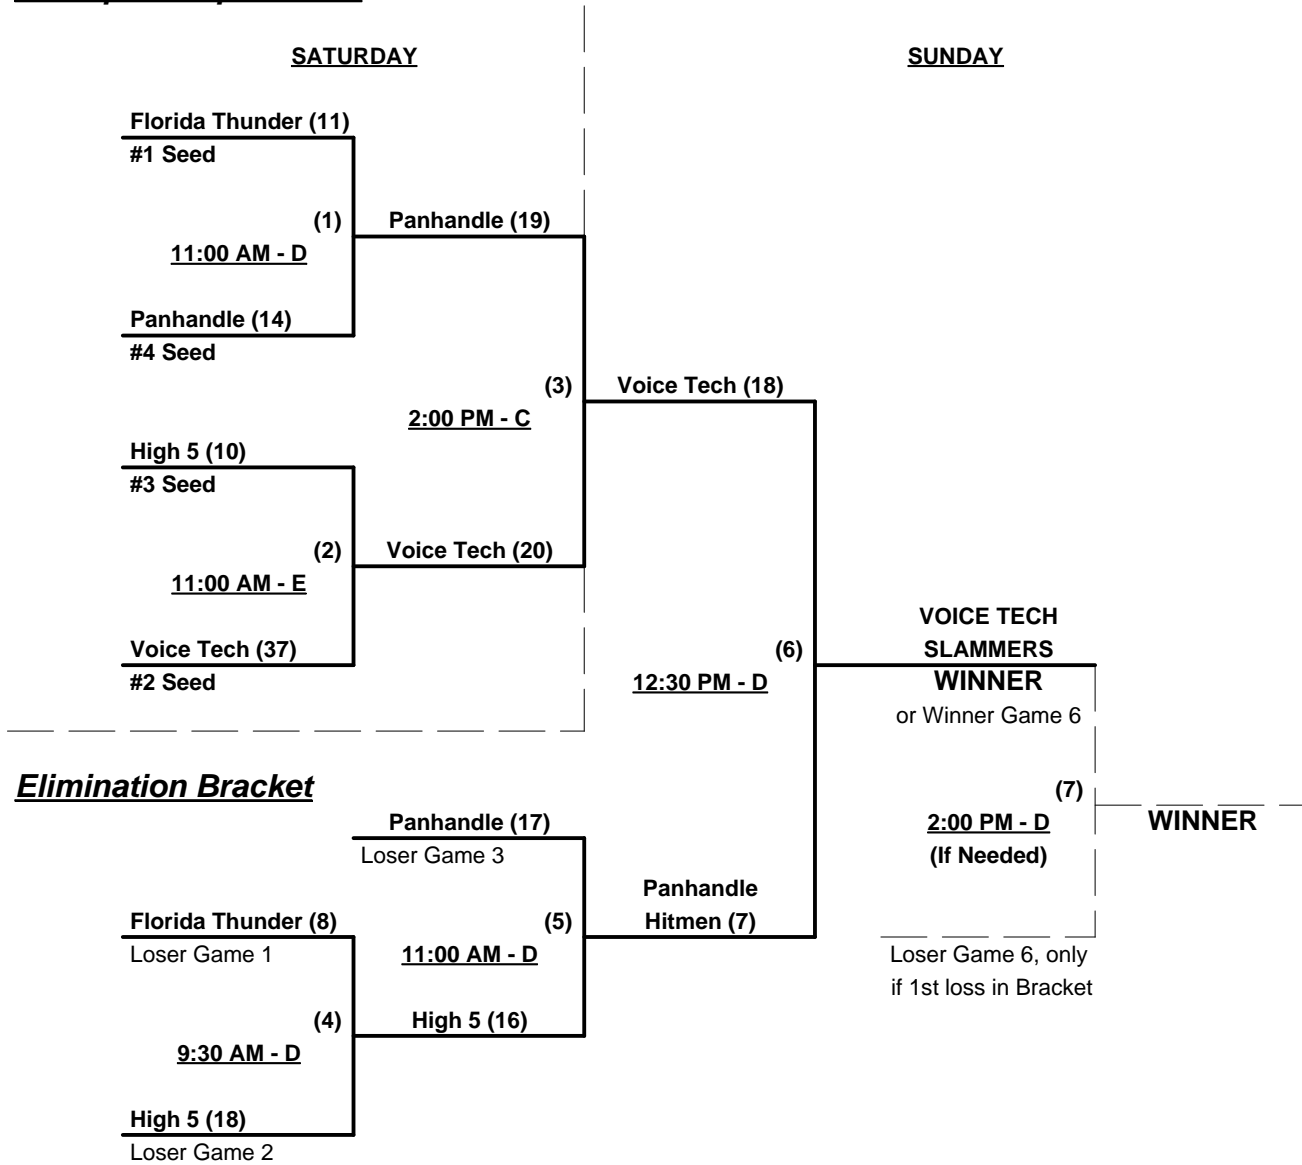 SATURDAY
SUNDAY
Florida Thunder (11)
#1 Seed
(1)
Panhandle (19)
11:00 AM - D
Panhandle (14)
#4 Seed
(3)
Voice Tech (18)
2:00 PM - C
High 5 (10)
#3 Seed
(2)
Voice Tech (20)
11:00 AM - E
VOICE TECH
SLAMMERS
Voice Tech (37)
#2 Seed
(6)
12:30 PM - D
WINNER
or Winner Game 6
Elimination Bracket
(7)
Panhandle (17)
Loser Game 3
2:00 PM - D
(If Needed)
WINNER
Panhandle
Hitmen (7)
Florida Thunder (8)
Loser Game 1
(5)
11:00 AM - D
Loser Game 6, only
if 1st loss in Bracket
(4)
High 5 (16)
9:30 AM - D
High 5 (18)
Loser Game 2